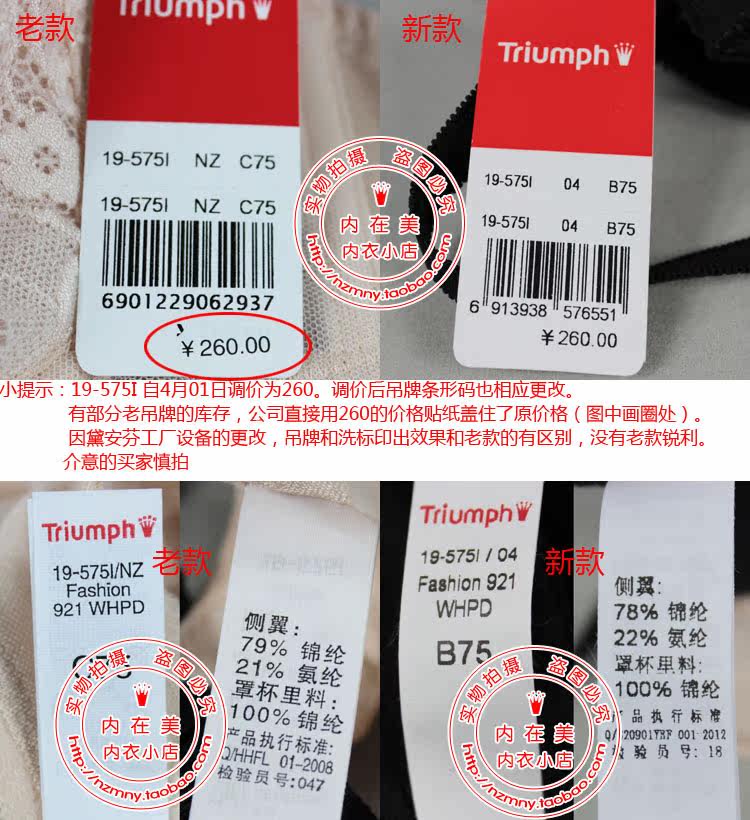 老款
Triumph
19-575I NZ C75
19-575I NZ C75
6901229062937
¥260.00
新款
Triumph
19-575I 04 B75
19-575I 04 B75
6 913938 576551
¥260.00
实物拍摄 盗图必究
内在美
内衣小店
http://nzmny.taobao.com
小提示：19-575I 自4月01日调价为260。调价后吊牌条形码也相应更改。
有部分老吊牌的库存，公司直接用260的价格贴纸盖住了原价格（图中画圈处）。
因黛安芬工厂设备的更改，吊牌和洗标印出效果和老款的有区别，没有老款锐利。
介意的买家慎拍
Triumph
19-575I/NZ
Fashion
921 WHPD
老款
侧翼：
79% 锦纶
21% 氨纶
罩杯里料：
100% 锦纶
产品执行标准：
Q/HHFL 01-2008
检验员号:047
实物拍摄 盗图必究
内在美
内衣小店
http://nzmny.taobao.com
Triumph
19-575I / 04
Fashion 921
WHPD
B75
新款
侧翼:
78% 锦纶
22% 氨纶
罩杯里料:
100% 锦纶
品执行标准
001 2012
验员号: 18
实物拍摄 盗图必究
内在美
内衣小店
http://nzmny.taobao.com